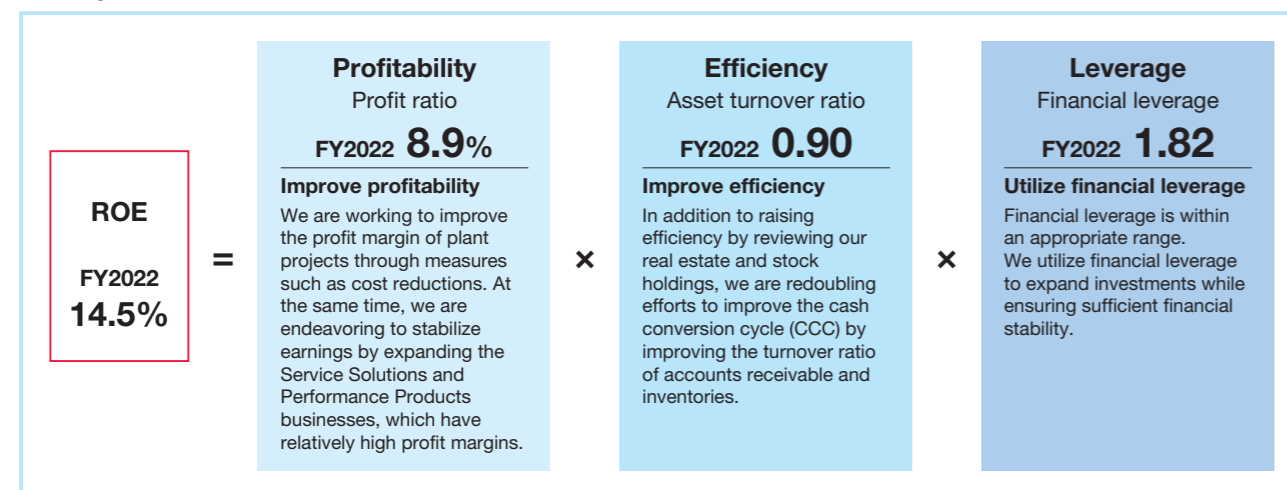 ROE
FY2022
14.5%
=
Profitability
Profit ratio
FY2022 8.9%
Improve profitability
We are working to improve
the profit margin of plant
projects through measures
such as cost reductions. At
the same time, we are
endeavoring to stabilize
earnings by expanding the
Service Solutions and
Performance Products
businesses, which have
relatively high profit margins.
×
Efficiency
Asset turnover ratio
FY2022 0.90
Improve efficiency
In addition to raising
efficiency by reviewing our
real estate and stock
holdings, we are redoubling
efforts to improve the cash
conversion cycle (CCC) by
improving the turnover ratio
of accounts receivable and
inventories.
×
Leverage
Financial leverage
FY2022 1.82
Utilize financial leverage
Financial leverage is within
an appropriate range.
We utilize financial leverage
to expand investments while
ensuring sufficient financial
stability.